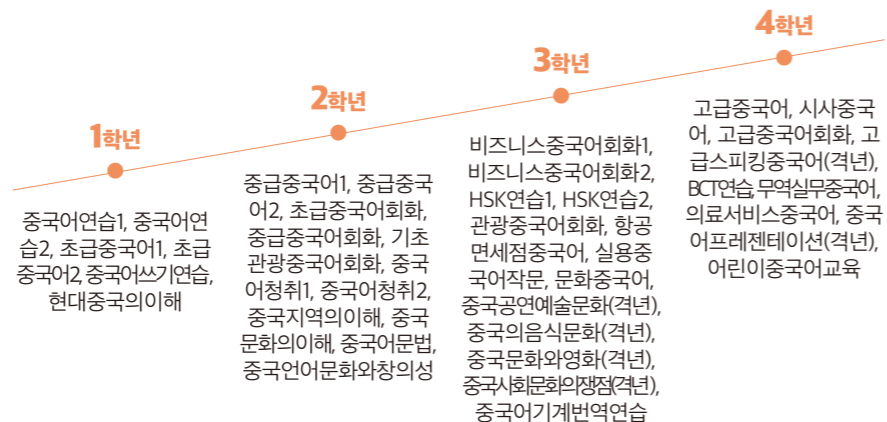 1학년
중국어연습1, 중국어연
습2, 초급중국어1, 초급
중국어2, 중국어쓰기연습,
현대중국의이해
2학년
중급중국어1, 중급중국
어2, 초급중국어회화,
중급중국어회화, 기초
관광중국어회화, 중국
어청취1, 중국어청취2,
중국지역의이해, 중국
문화의이해, 중국어문법,
중국언어문화와창의성
3학년
비즈니스중국어회화1,
비즈니스중국어회화2,
HSK연습1, HSK연습2,
관광중국어회화, 항공
면세점중국어, 실용중
국어작문, 문화중국어,
중국공연예술문화(격년),
중국의음식문화(격년),
중국문화와영화(격년),
중국사회문화의쟁점(격년),
중국어기계번역연습
4학년
고급중국어, 시사중국
어, 고급중국어회화, 고
급스피킹중국어(격년),
BCT연습, 무역실무중국어,
의료서비스중국어, 중국
어프레젠테이션(격년),
어린이중국어교육